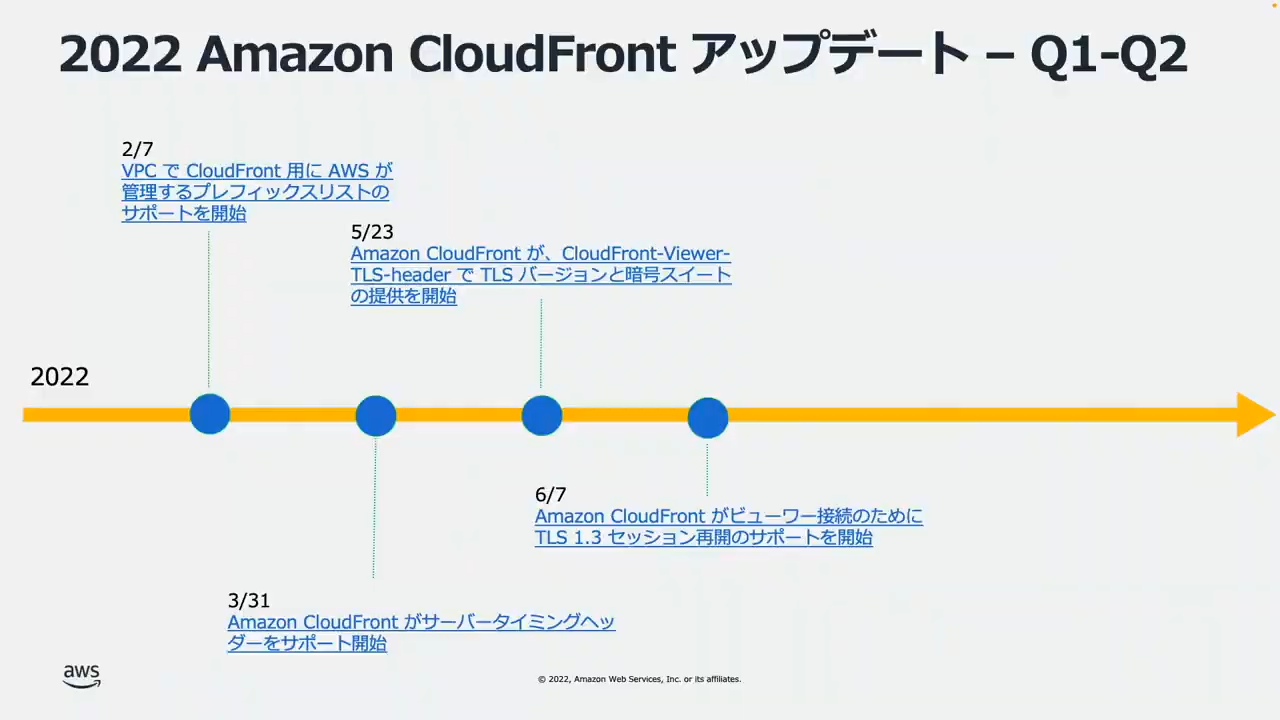 2022 Amazon CloudFront アップデート – Q1-Q2
2/7
VPC で CloudFront 用に AWS が
管理するプレフィックスリストの
サポートを開始
5/23
Amazon CloudFront が、CloudFront-Viewer-
TLS-header で TLS バージョンと暗号スイート
の提供を開始
2022
6/7
Amazon CloudFront がビューワー接続のために
TLS 1.3 セッション再開のサポートを開始
3/31
Amazon CloudFront がサーバータイミングヘッ
ダーをサポート開始
aws
© 2022, Amazon Web Services, Inc. or its affiliates.